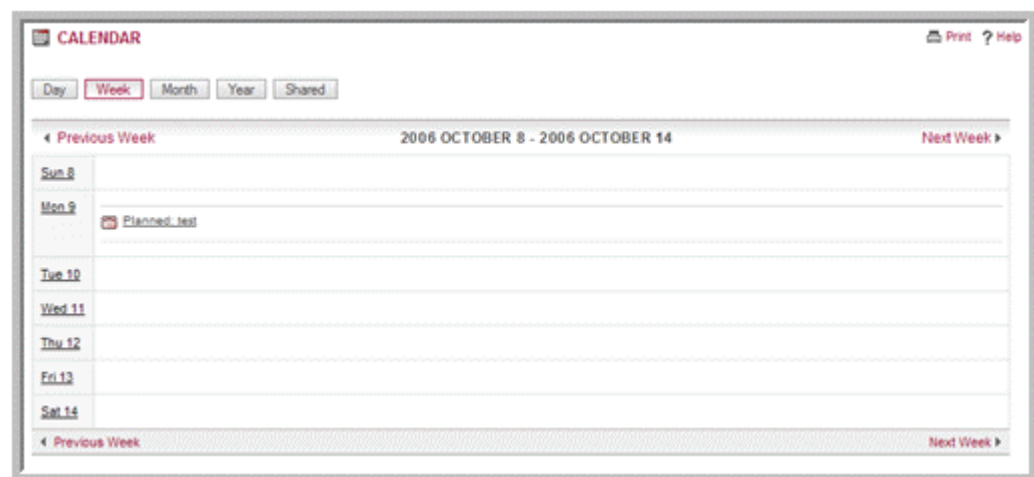 CALENDAR Print ? Help
Day Week Month Year Shared
Previous Week 2006 OCTOBER 8 - 2006 OCTOBER 14 Next Week
Sun 8
Mon 9
Planned: test
Tue 10
Wed 11
Thu 12
Fri 13
Sat 14
Previous Week Next Week